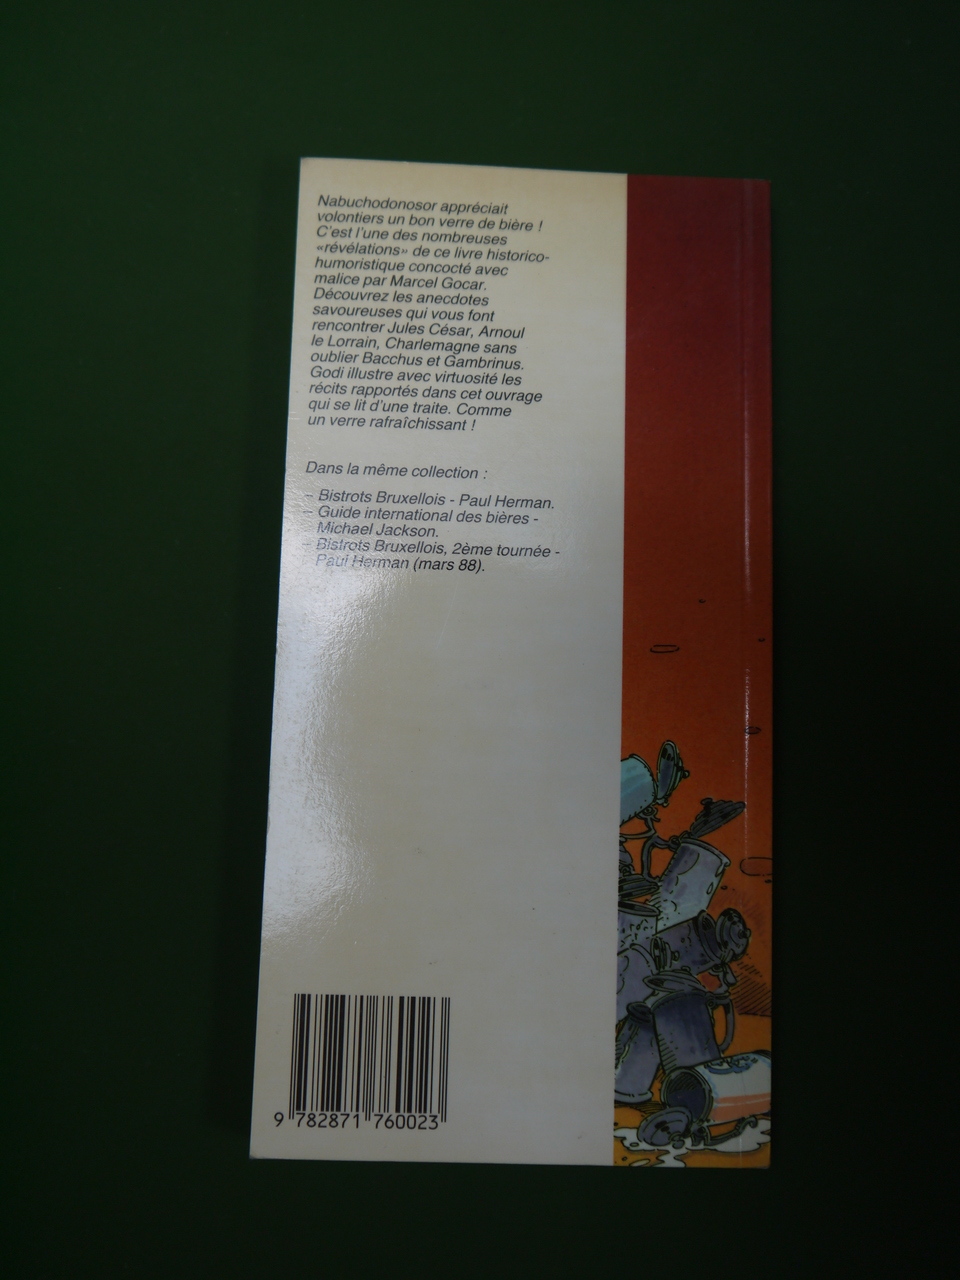 Nabuchodonosor appréciait
volontiers un bon verre de bière !
C'est l'une des nombreuses
«révélations» de ce livre historico-
humoristique concocté avec
malice par Marcel Gocar.
Découvrez les anecdotes
savoureuses qui vous font
rencontrer Jules César, Arnoul
le Lorrain, Charlemagne sans
oublier Bacchus et Gambrinus.
Godi illustre avec virtuosité les
récits rapportés dans cet ouvrage
qui se lit d'une traite. Comme
un verre rafraîchissant !
Dans la même collection :
– Bistrots Bruxellois - Paul Herman.
– Guide international des bières -
Michael Jackson.
– Bistrots Bruxellois, 2ème tournée -
Paul Herman (mars 88).
9 782871 760023